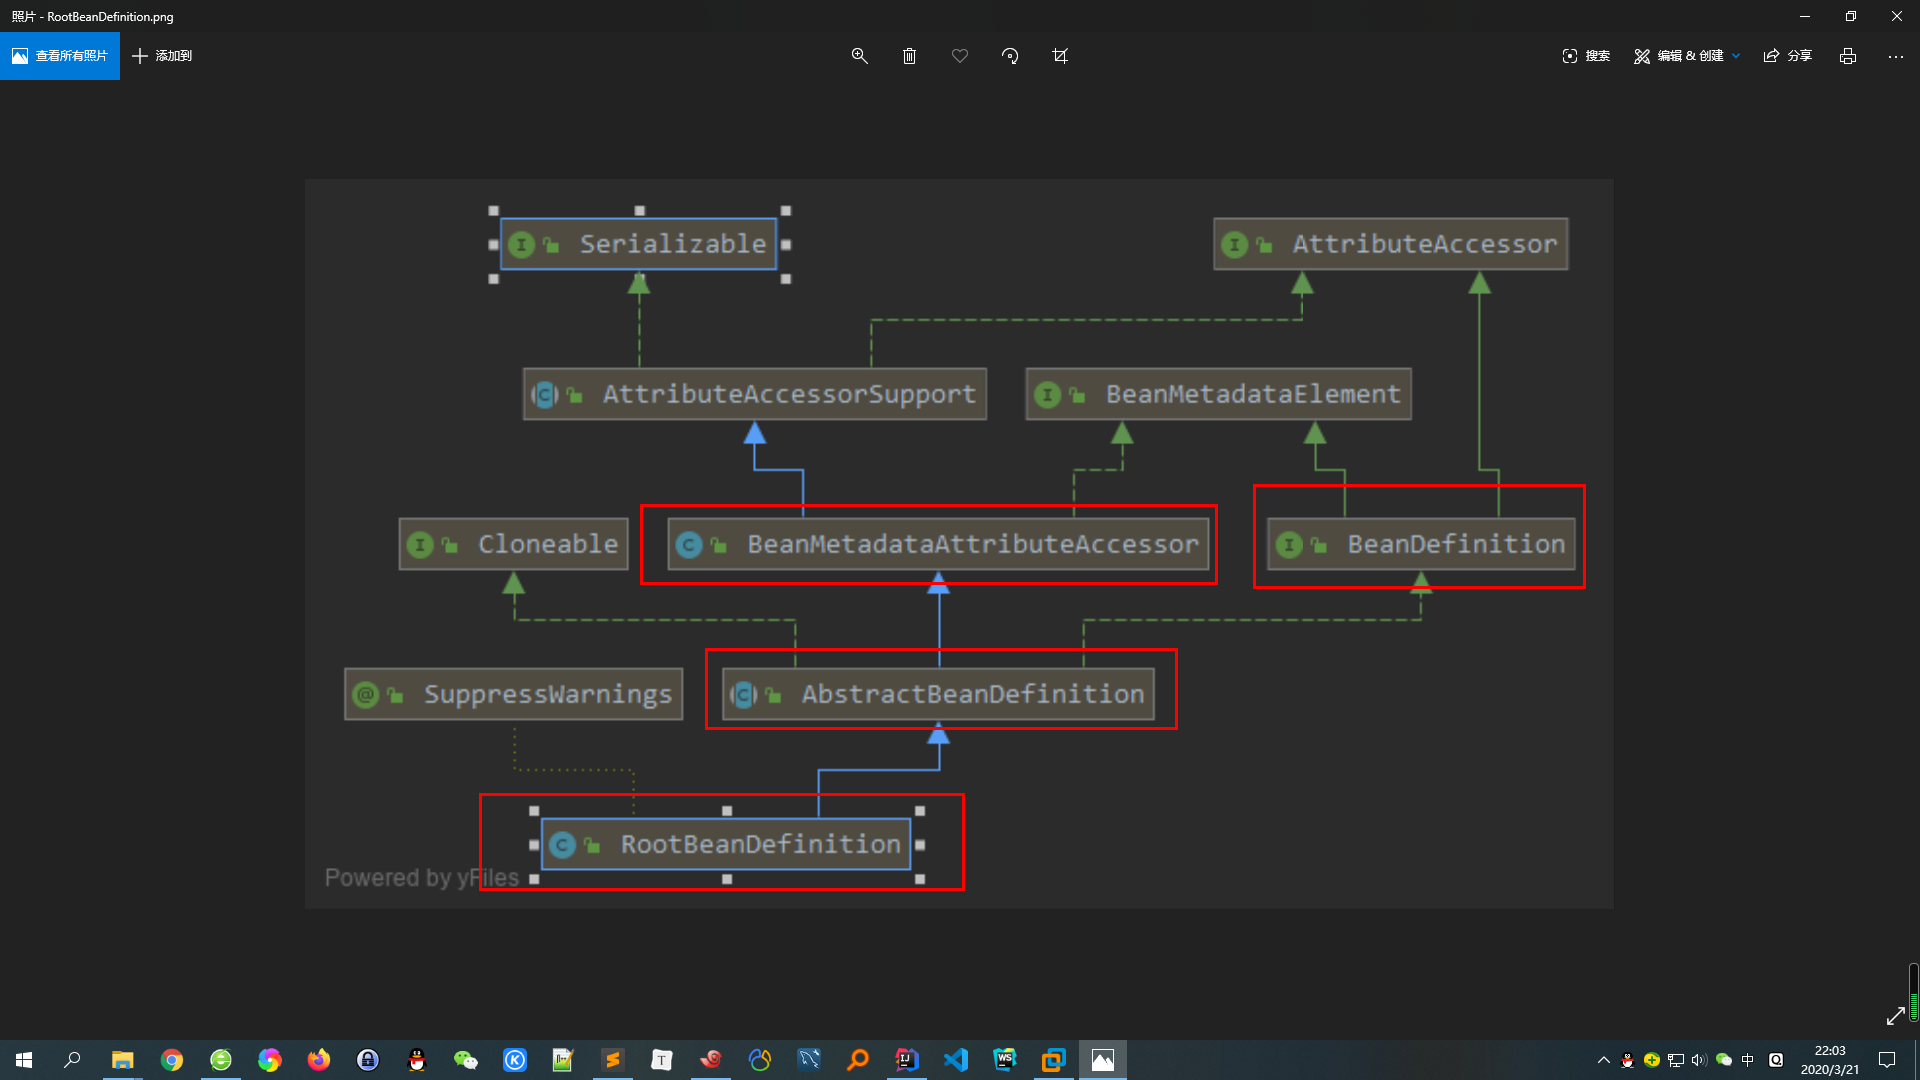 照片 - RootBeanDefinition.png
查看所有照片
添加到
搜索
编辑 & 创建
分享
Serializable
AttributeAccessor
AttributeAccessorSupport
BeanMetadataElement
Cloneable
BeanMetadataAttributeAccessor
BeanDefinition
SuppressWarnings
AbstractBeanDefinition
RootBeanDefinition
Powered by yFiles
中
22:03
2020/3/21